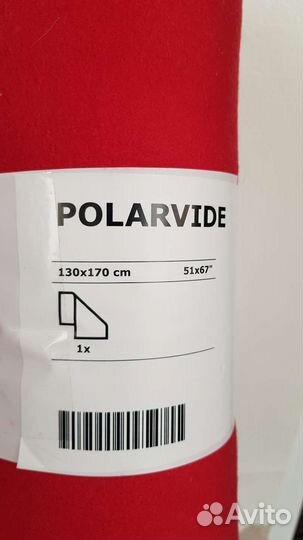 POLARVIDE
130x170 cm 51x67"
1x
Avito